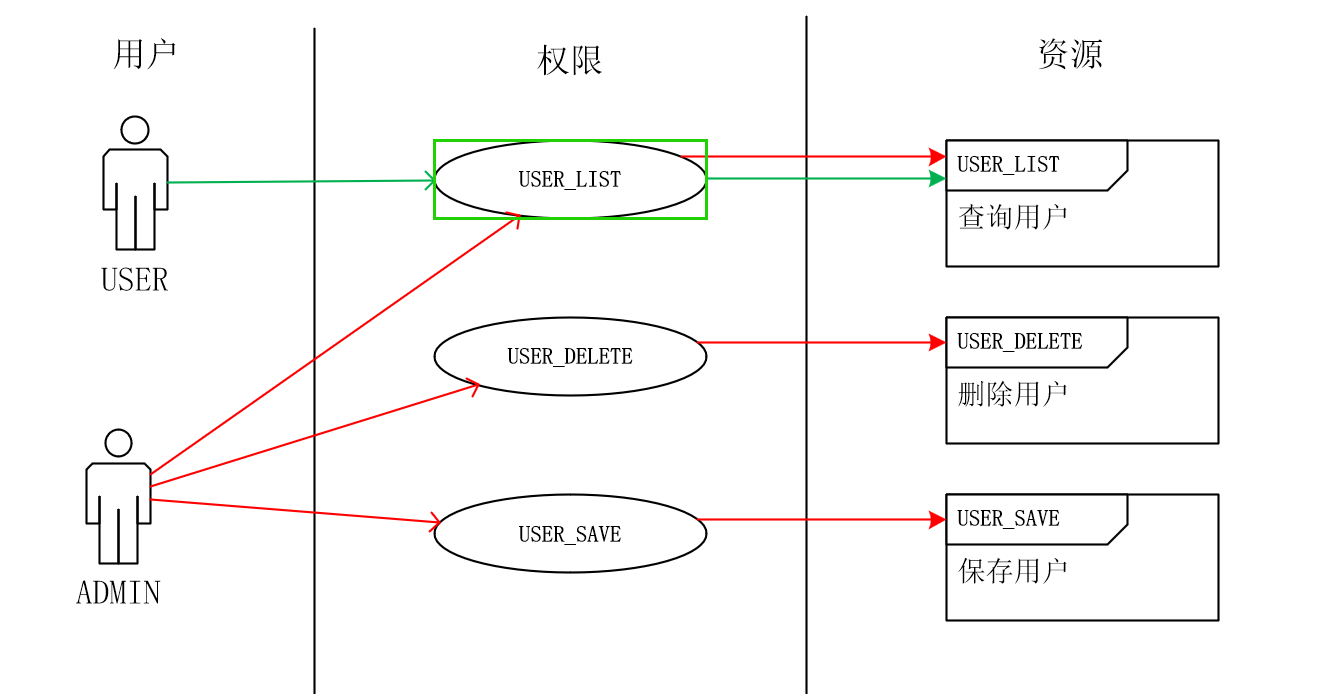 用户
权限
资源
USER_LIST
USER_LIST
查询用户
USER
USER_DELETE
USER_DELETE
删除用户
USER_SAVE
USER_SAVE
保存用户
ADMIN